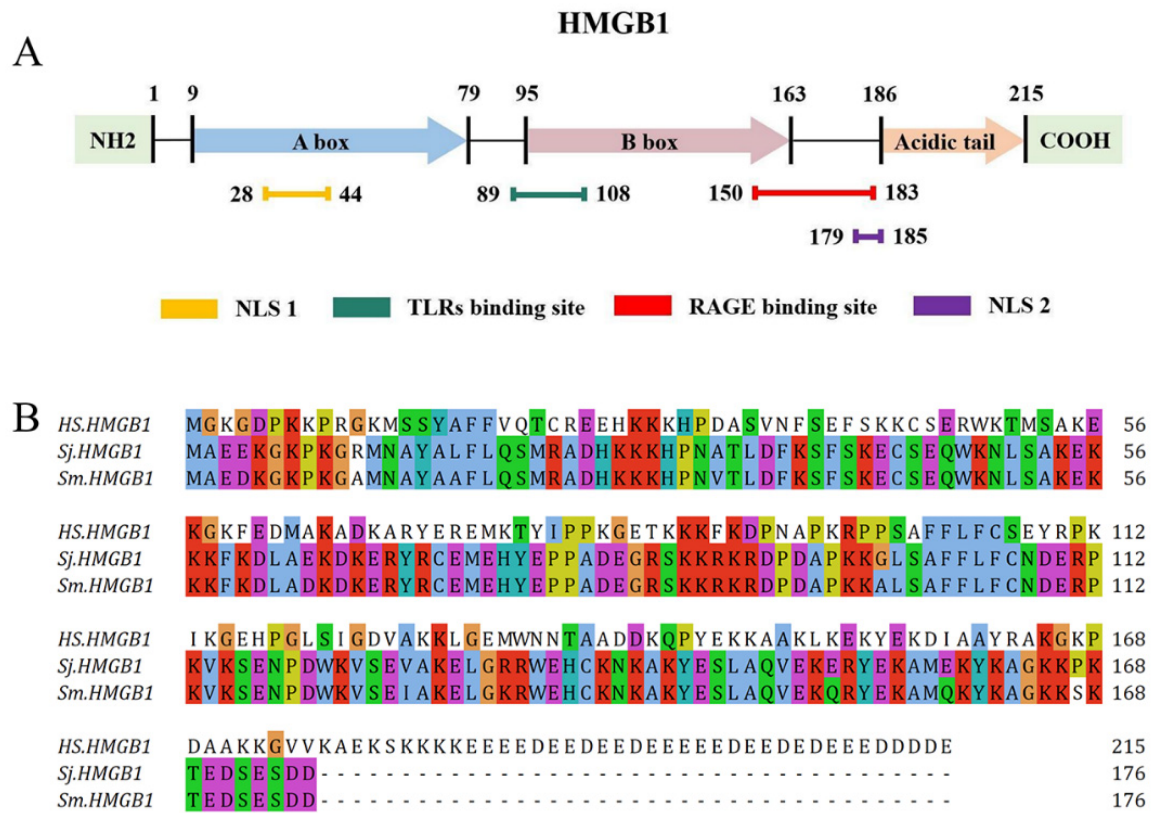 HMGB1
A
1 9 79 95 163 186 215
NH2 A box B box Acidic tail COOH
28 44 89 108 150 183
179 185
NLS 1 TLRs binding site RAGE binding site NLS 2
B
HS.HMGB1 MGKGDPKKPRGKMSSYAFFVQTCREEHKKKHPDASVNFSEFSKKCSERWKTMSAKE 56
Sj.HMGB1 MAEEKGKPKGRMNAYALFLQSMRADHKKKHPNATLDFKSFSKECSEQWKNLSAKEK 56
Sm.HMGB1 MAEDKGKPKGAMNAYAAFLQSMRADHKKKHPNVTLDFKSFSKECSEQWKNLSAKEK 56
HS.HMGB1 KGKFEDMAKADKARYEREMKTYIPPKGETKKKFKDPNAPKRPPSAFFLFCSEYRPK 112
Sj.HMGB1 KKFKDLAEKDKERYRCEMEHYEPPADEGRSKKRKRDPDAPKKGLSAFFLFCNDERP 112
Sm.HMGB1 KKFKDLADKDKERYRCEMEHYEPPADEGRSKKRKRDPDAPKKALSAFFLFCNDERP 112
HS.HMGB1 IKGEHPGLSIGDVAKKLGEMWNNTAADDKQPYEKKAAKLKEKYEKDIAAYRAKGKP 168
Sj.HMGB1 KVKSENPDWKVSEVAKELGRRWEHCKNKAKYESLAQVEKERYEKAMEKYKAGKKPK 168
Sm.HMGB1 KVKSENPDWKVSEIAKELGKRWEHCKNKAKYESLAQVEKQRYEKAMQKYKAGKKSK 168
HS.HMGB1 DAAKKGVVKAEKSKKKKEEEEDEEDEEDEEEEEDEEDEDEEEDDDDE 215
Sj.HMGB1 TEDSESDD - - - - - - - - - - - - - - - - - - - - - - - - - - - - - - - - - - - - - - - 176
Sm.HMGB1 TEDSESDD - - - - - - - - - - - - - - - - - - - - - - - - - - - - - - - - - - - - - - - 176